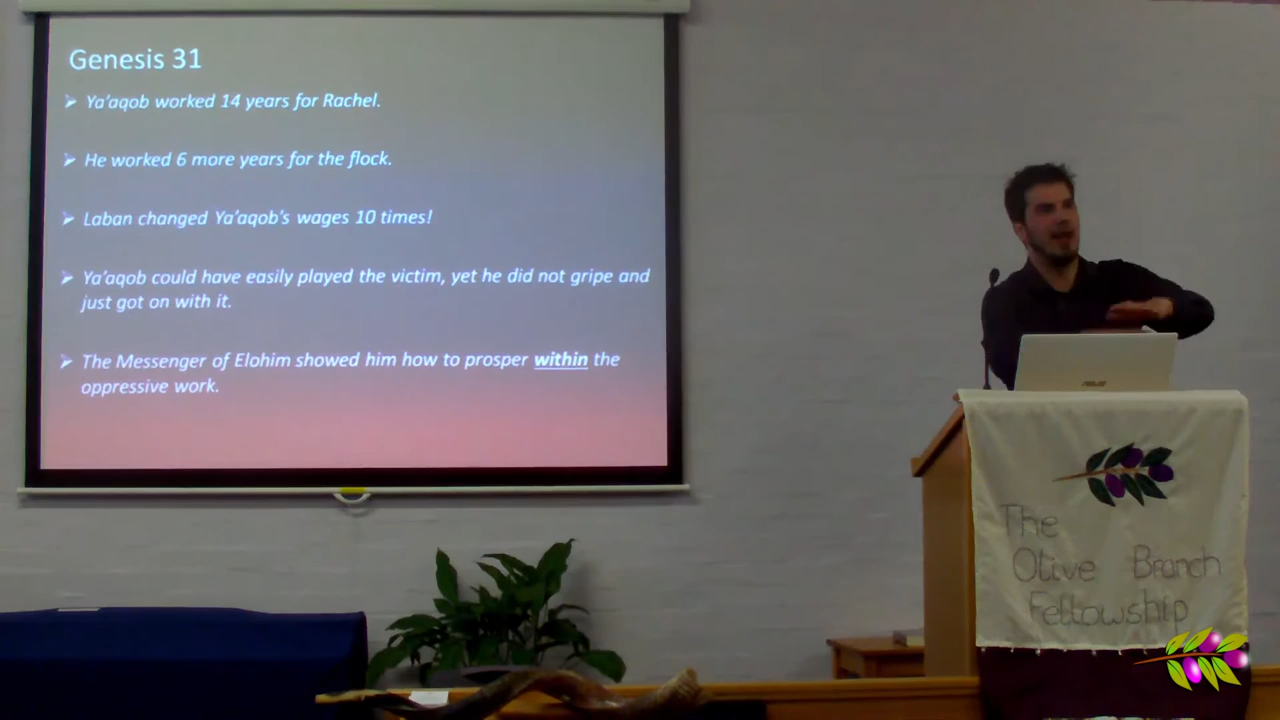 Genesis 31
Ya'aqob worked 14 years for Rachel.
He worked 6 more years for the flock.
Laban changed Ya'aqob's wages 10 times!
Ya'aqob could have easily played the victim, yet he did not gripe and
just got on with it.
The Messenger of Elohim showed him how to prosper within the
oppressive work.
ASUS
The
Olive Branch
Fellowship